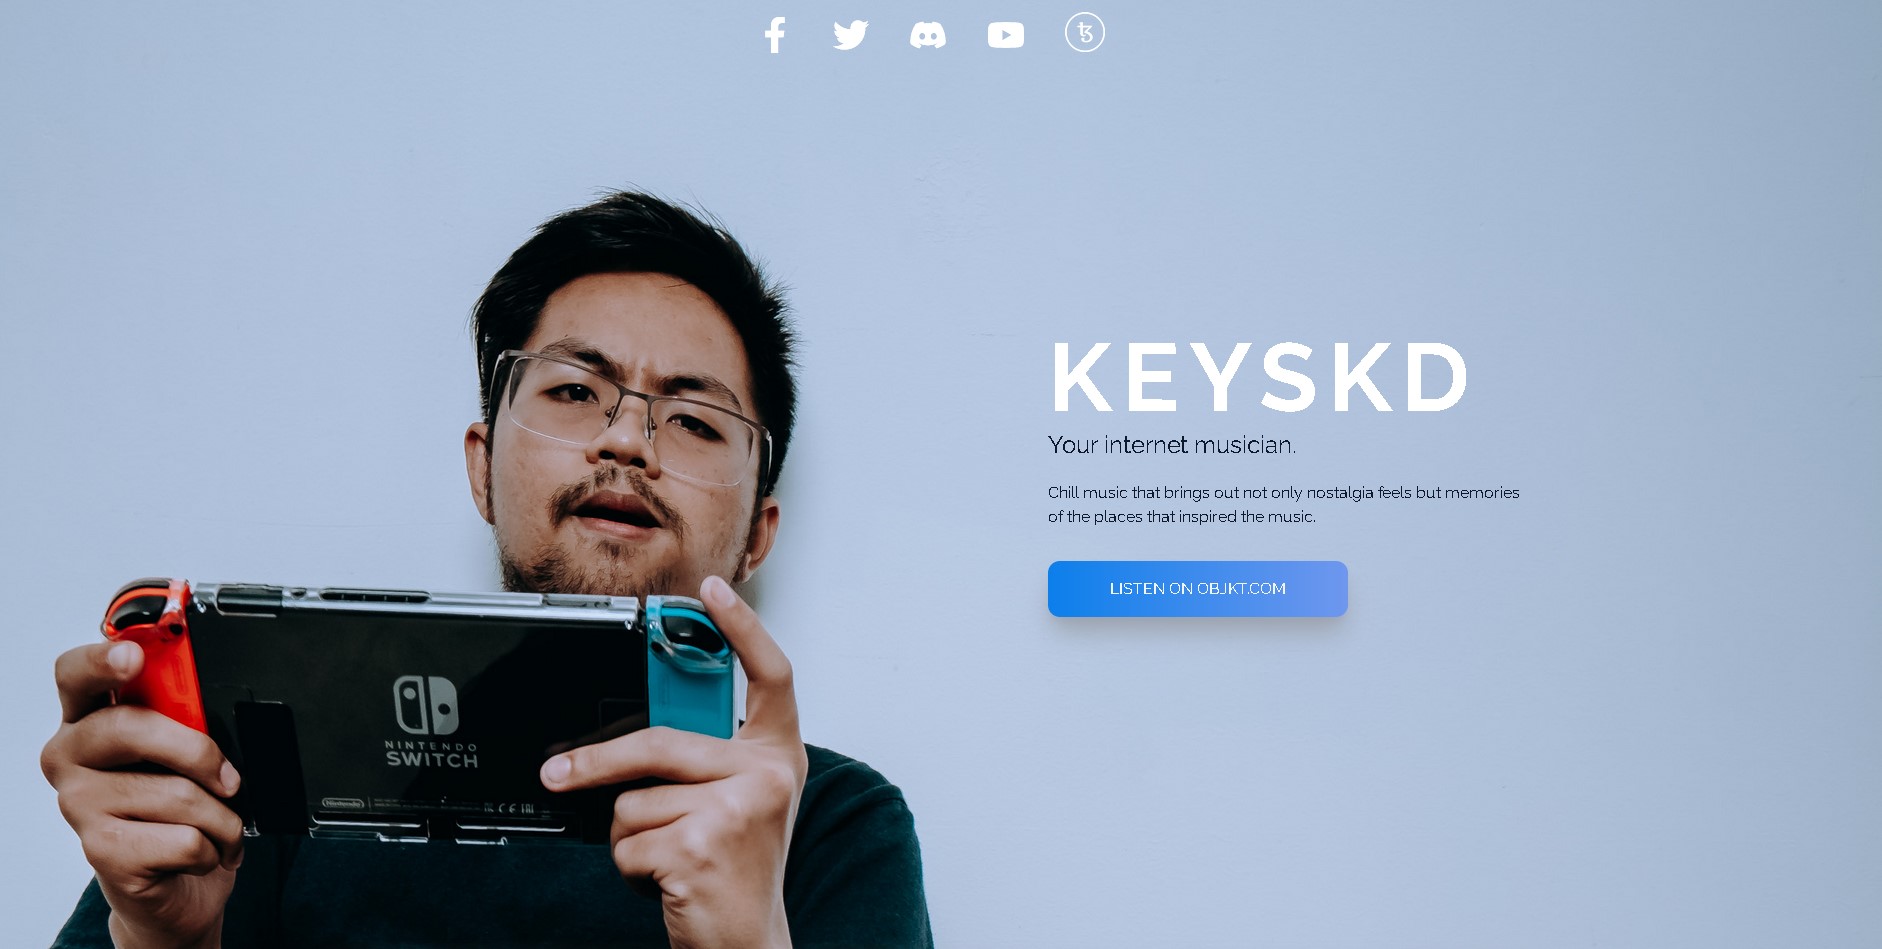 KEYSKD
Your internet musician.
Chill music that brings out not only nostalgia feels but memories
of the places that inspired the music.
LISTEN ON OBJKT.COM
NINTENDO
SWITCH
Nintendo